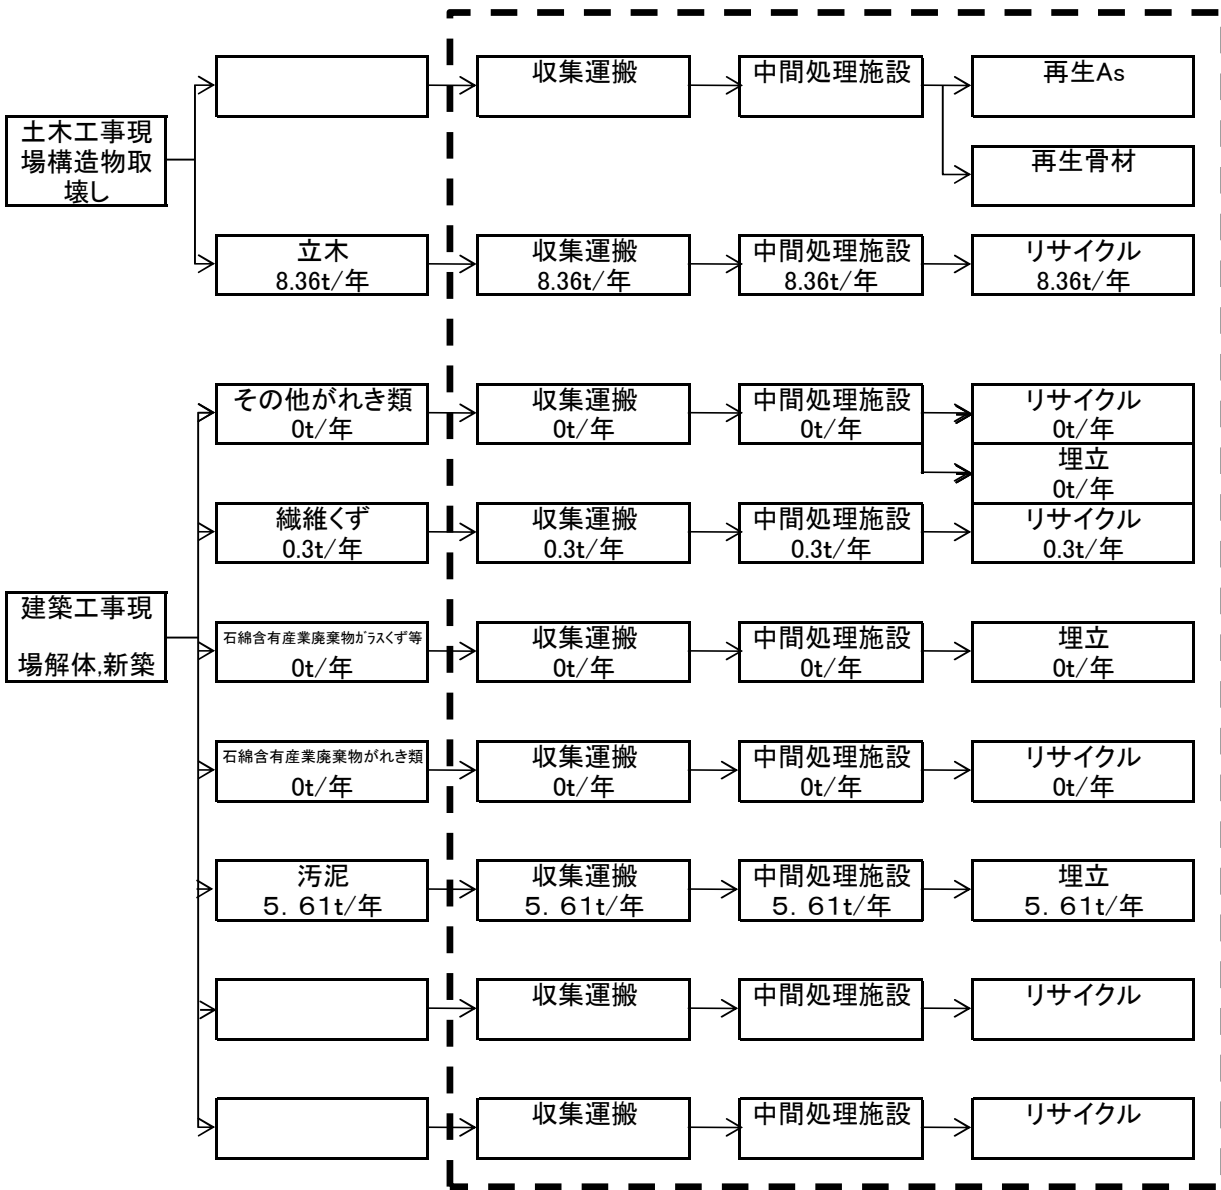 収集運搬
中間処理施設
再生As
土木工事現
場構造物取
壊し
再生骨材
立木
8.36t/年
収集運搬
8.36t/年
中間処理施設
8.36t/年
リサイクル
8.36t/年
その他がれき類
0t/年
収集運搬
0t/年
中間処理施設
0t/年
リサイクル
0t/年
埋立
0t/年
繊維くず
0.3t/年
収集運搬
0.3t/年
中間処理施設
0.3t/年
リサイクル
0.3t/年
建築工事現
場解体,新築
石綿含有産業廃棄物ガラスくず等
0t/年
収集運搬
0t/年
中間処理施設
0t/年
埋立
0t/年
石綿含有産業廃棄物がれき類
0t/年
収集運搬
0t/年
中間処理施設
0t/年
リサイクル
0t/年
汚泥
5．61t/年
収集運搬
5．61t/年
中間処理施設
5．61t/年
埋立
5．61t/年
収集運搬
中間処理施設
リサイクル
収集運搬
中間処理施設
リサイクル